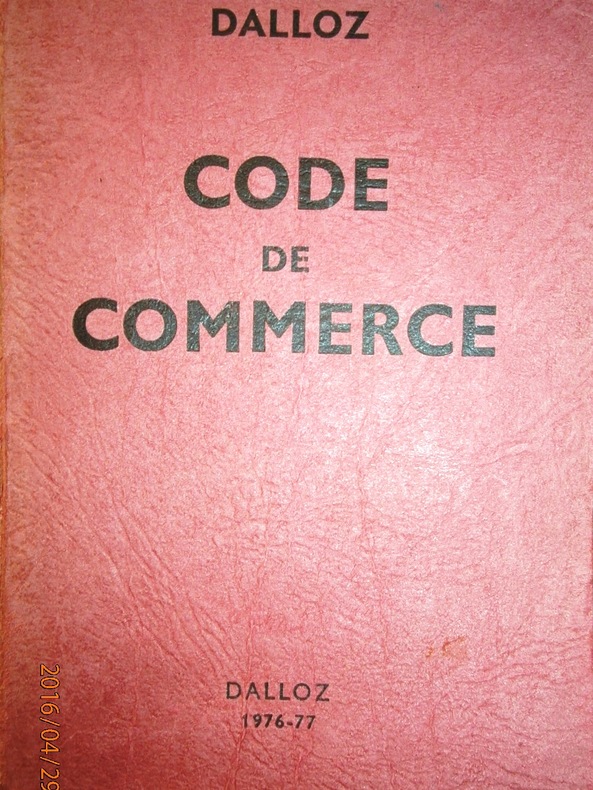 DALLOZ
CODE
DE
COMMERCE
DALLOZ
1976-77
2016/04/29